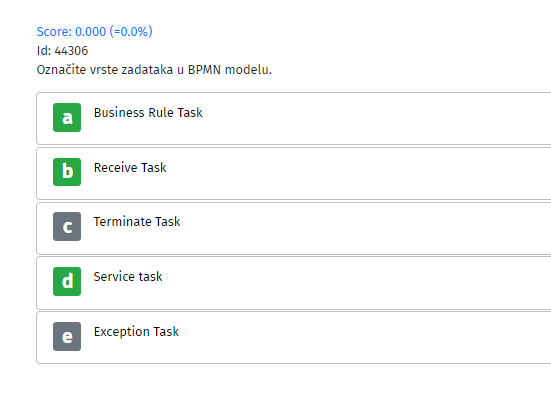 Score: 0.000 (=0.0%)
Id: 44306
Označite vrste zadataka u BPMN modelu.
a Business Rule Task
b Receive Task
c Terminate Task
d Service task
e Exception Task